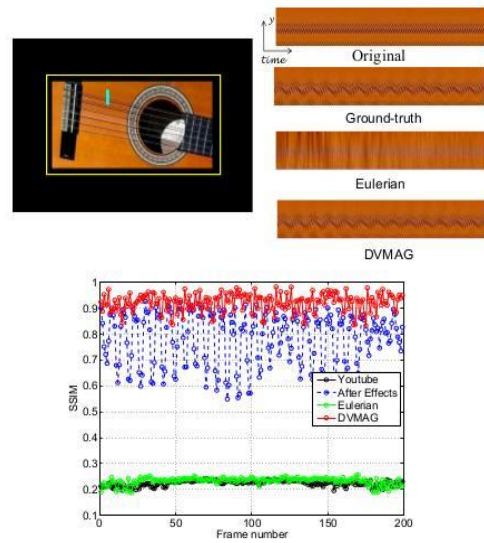 y
time
Original
Ground-truth
Eulerian
DVMAG
1
0.9
0.8
0.7
0.6
0.5
0.4
0.3
0.2
0.1
SSIM
Youtube
After Effects
Eulerian
DVMAG
0 50 100 150 200
Frame number